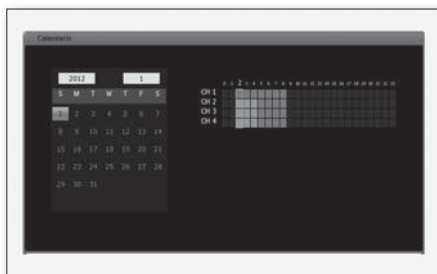 Calendario
2012 1
S M T W T F S
1 2 3 4 5 6 7
8 9 10 11 12 13 14
15 16 17 18 19 20 21
22 23 24 25 26 27 28
29 30 31
CH 1
CH 2
CH 3
CH 4